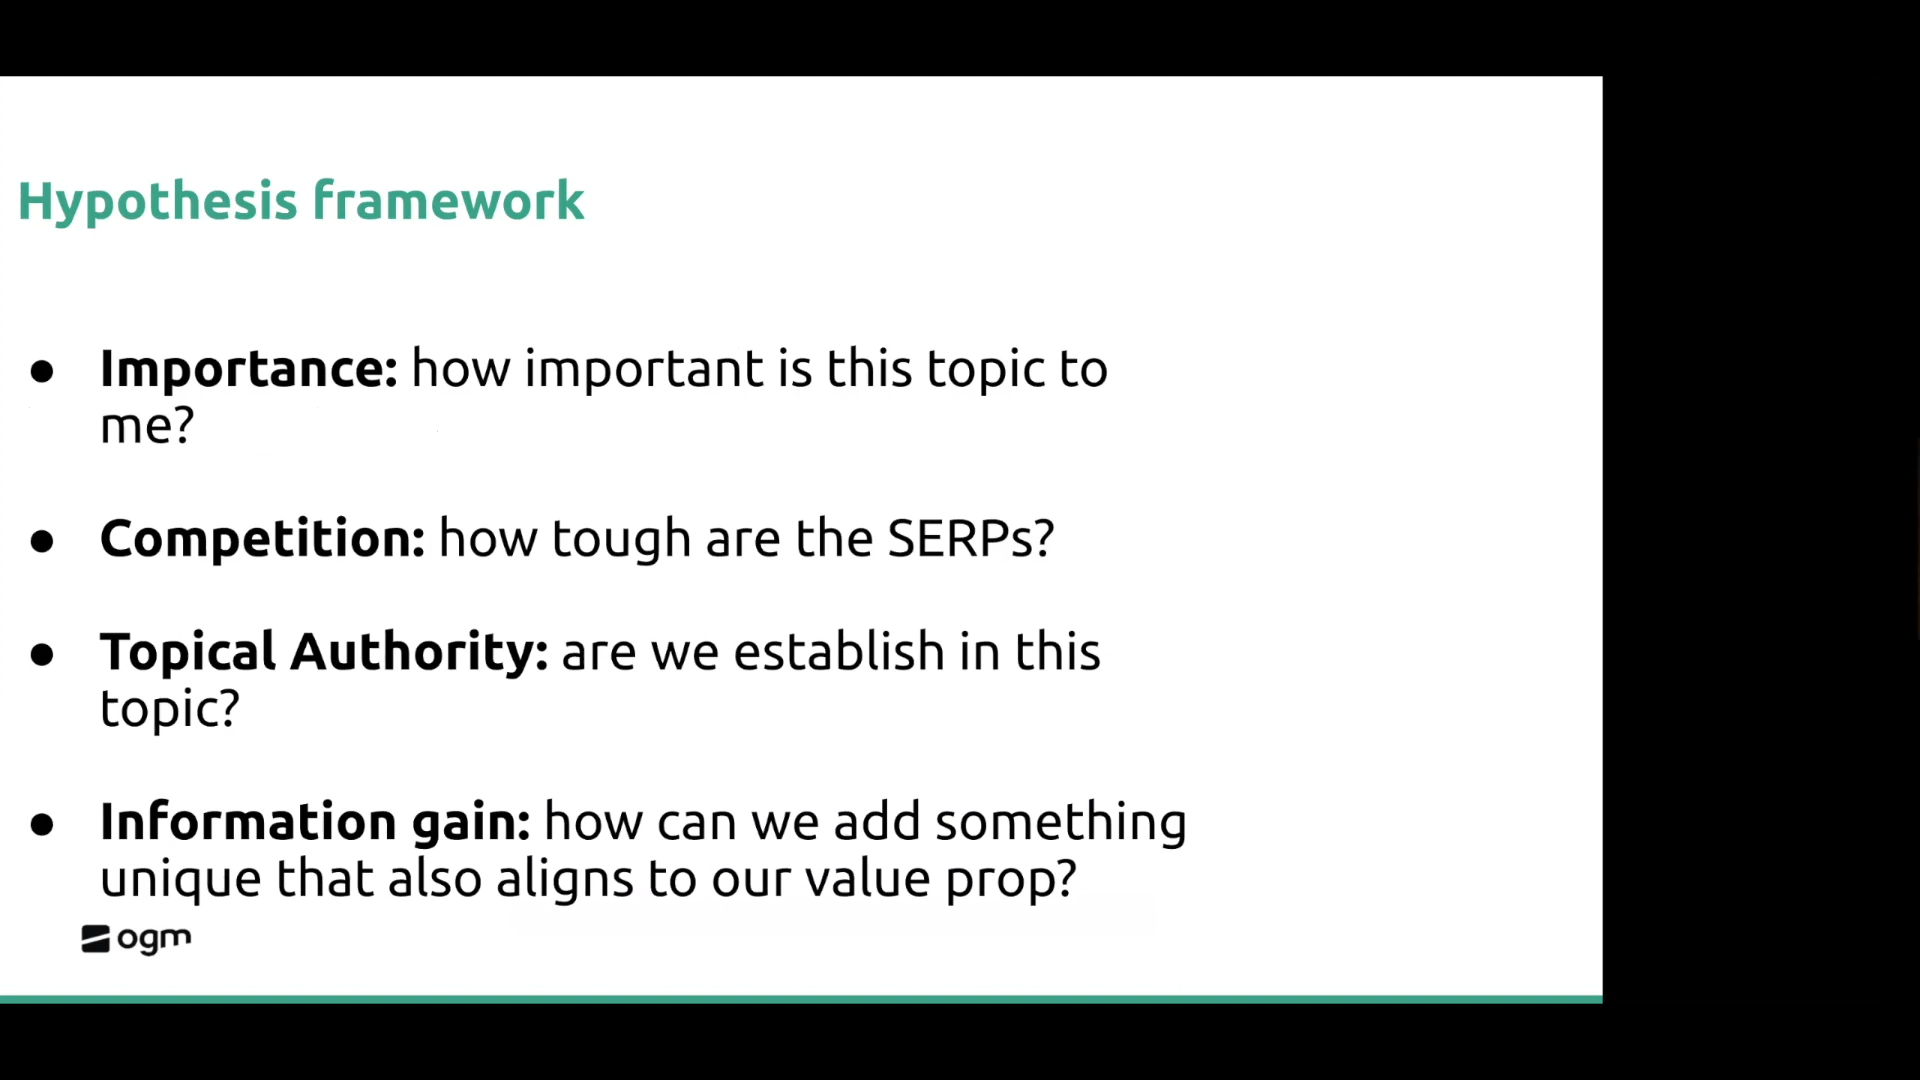 Hypothesis framework
● Importance: how important is this topic to
me?
● Competition: how tough are the SERPs?
● Topical Authority: are we establish in this
topic?
● Information gain: how can we add something
unique that also aligns to our value prop?
ogm